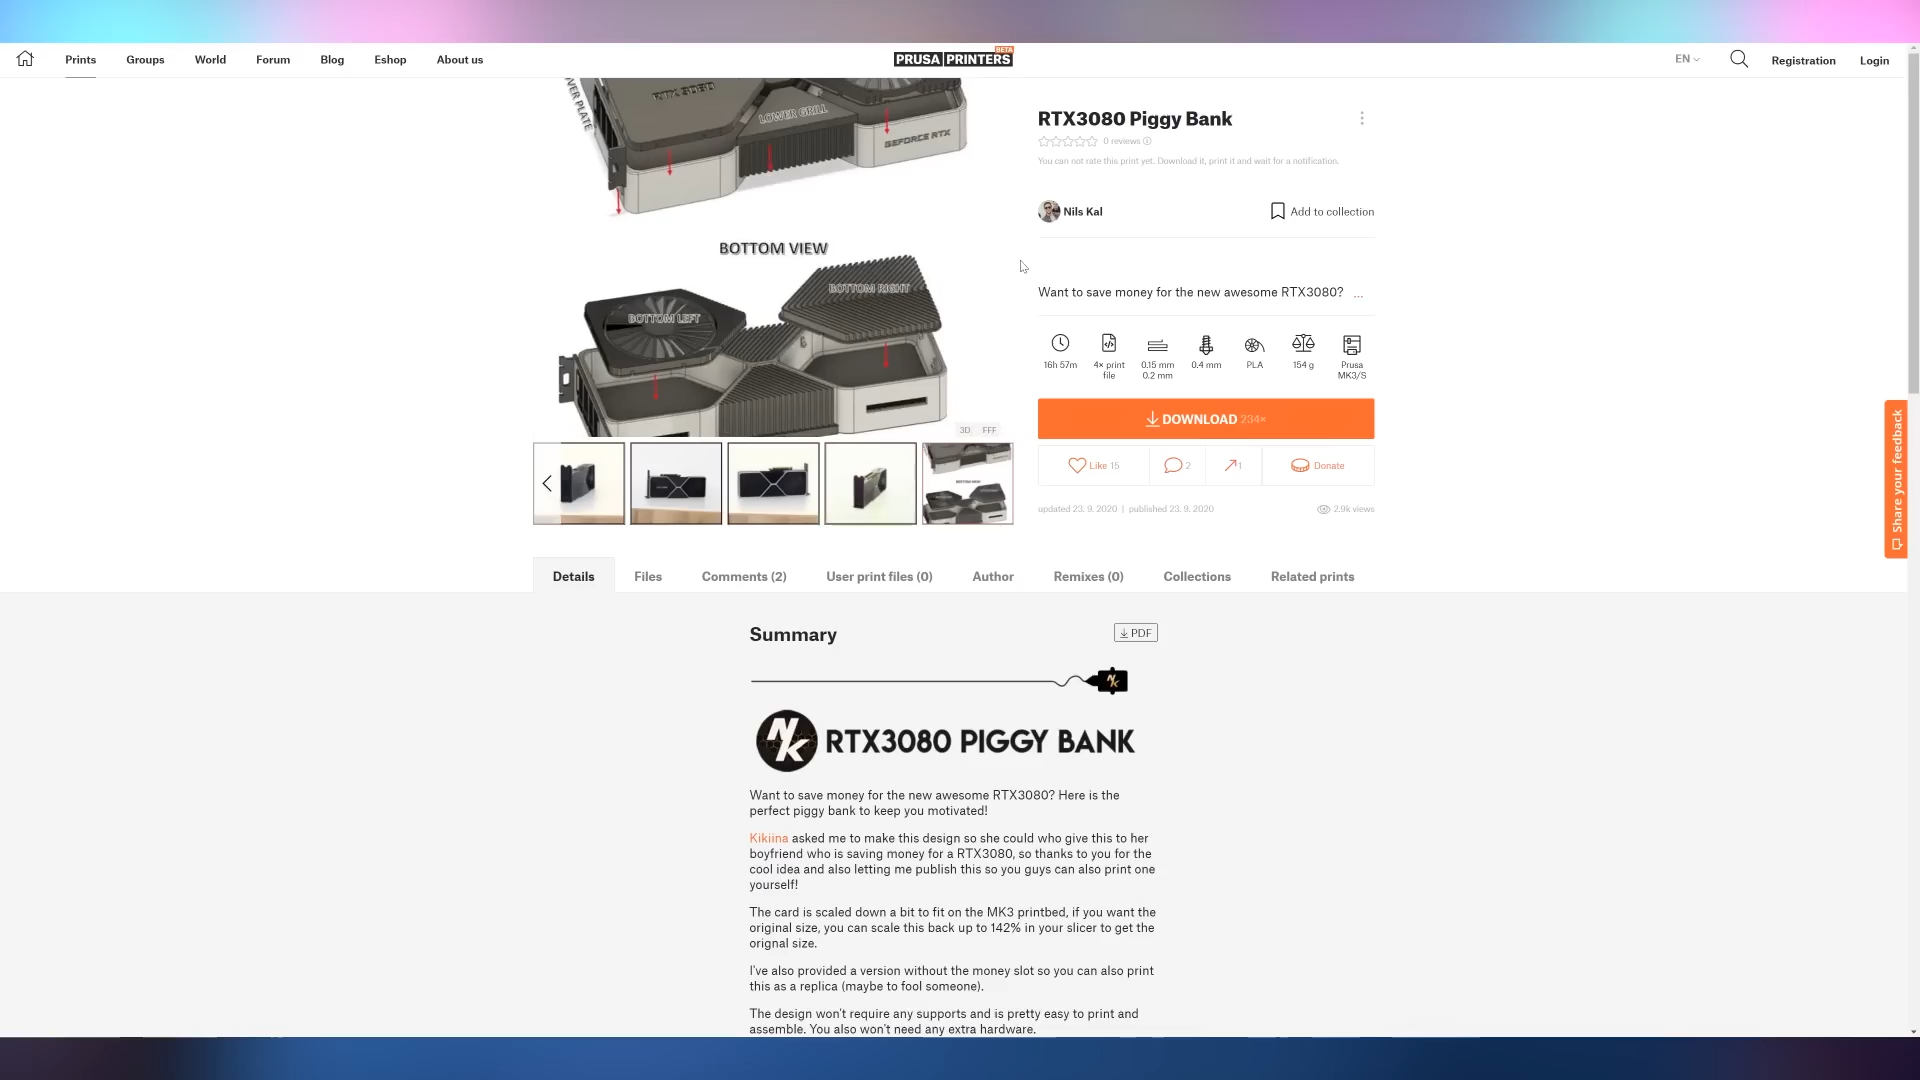 Prints
Groups
World
Forum
Blog
Eshop
About us
PRUSA PRINTERS
BETA
EN
Registration
Login
RTX 3080
LOWER GRILL
GEFORCE RTX
BOTTOM VIEW
BOTTOM RIGHT
BOTTOM LEFT
3D FFF
RTX3080 Piggy Bank
0 reviews
You can not rate this print yet. Download it, print it and wait for a notification.
Nils Kal
Add to collection
Want to save money for the new awesome RTX3080? ...
16h 57m
4× print
file
0.15 mm
0.2 mm
0.4 mm
PLA
154 g
Prusa
MK3/S
DOWNLOAD 234×
Like 15
2
1
Donate
updated 23. 9. 2020 | published 23. 9. 2020
2.9k views
Share your feedback
Details
Files
Comments (2)
User print files (0)
Author
Remixes (0)
Collections
Related prints
Summary
PDF
NK
NK RTX3080 PIGGY BANK
Want to save money for the new awesome RTX3080? Here is the
perfect piggy bank to keep you motivated!
Kikiina asked me to make this design so she could who give this to her
boyfriend who is saving money for a RTX3080, so thanks to you for the
cool idea and also letting me publish this so you guys can also print one
yourself!
The card is scaled down a bit to fit on the MK3 printbed, if you want the
original size, you can scale this back up to 142% in your slicer to get the
orignal size.
I've also provided a version without the money slot so you can also print
this as a replica (maybe to fool someone).
The design won't require any supports and is pretty easy to print and
assemble. You also won't need any extra hardware.